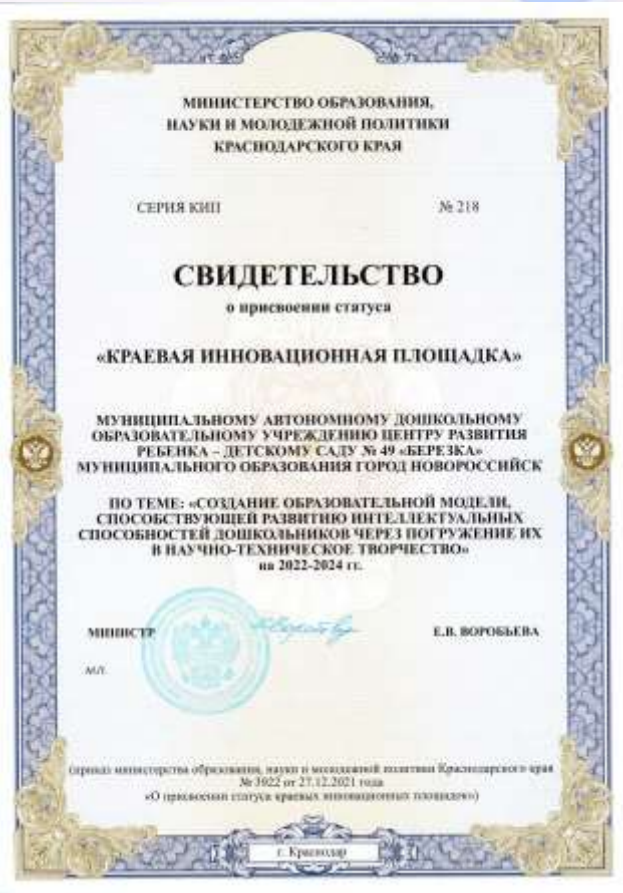 МИНИСТЕРСТВО ОБРАЗОВАНИЯ,
НАУКИ И МОЛОДЕЖНОЙ ПОЛИТИКИ
КРАСНОДАРСКОГО КРАЯ
СЕРИЯ КИП № 218
СВИДЕТЕЛЬСТВО
о присвоении статуса
«КРАЕВАЯ ИННОВАЦИОННАЯ ПЛОЩАДКА»
МУНИЦИПАЛЬНОМУ АВТОНОМНОМУ ДОШКОЛЬНОМУ
ОБРАЗОВАТЕЛЬНОМУ УЧРЕЖДЕНИЮ ЦЕНТРУ РАЗВИТИЯ
РЕБЕНКА – ДЕТСКОМУ САДУ № 49 «БЕРЕЗКА»
МУНИЦИПАЛЬНОГО ОБРАЗОВАНИЯ ГОРОД НОВОРОССИЙСК
ПО ТЕМЕ: «СОЗДАНИЕ ОБРАЗОВАТЕЛЬНОЙ МОДЕЛИ,
СПОСОБСТВУЮЩЕЙ РАЗВИТИЮ ИНТЕЛЛЕКТУАЛЬНЫХ
СПОСОБНОСТЕЙ ДОШКОЛЬНИКОВ ЧЕРЕЗ ПОГРУЖЕНИЕ ИХ
В НАУЧНО-ТЕХНИЧЕСКОЕ ТВОРЧЕСТВО»
на 2022-2024 гг.
МИНИСТР Е.В. ВОРОБЬЕВА
М.П.
(приказ министерства образования, науки и молодежной политики Краснодарского края
№ 3922 от 27.12.2021 года
«О присвоении статуса краевых инновационных площадок»)
г. Краснодар